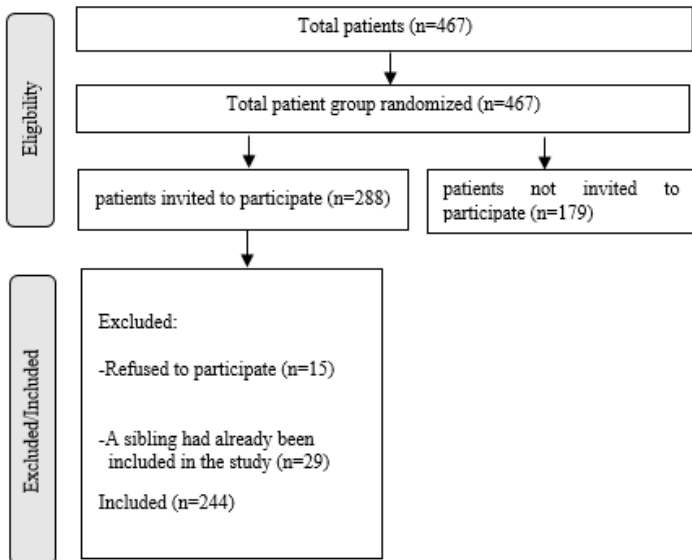 Eligibility
Total patients (n=467)
Total patient group randomized (n=467)
patients invited to participate (n=288)
patients not invited to
participate (n=179)
Excluded/Included
Excluded:
-Refused to participate (n=15)
-A sibling had already been
included in the study (n=29)
Included (n=244)